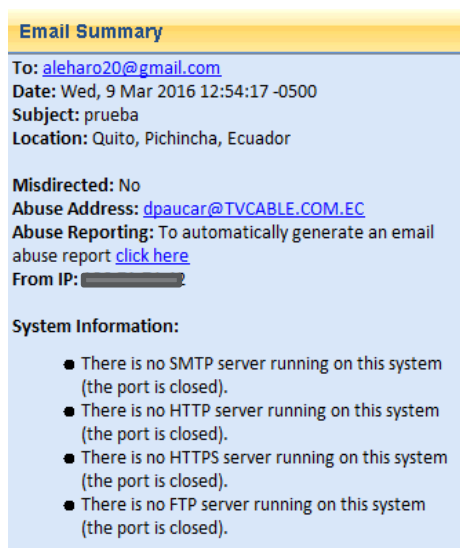 Email Summary
To: aleharo20@gmail.com
Date: Wed, 9 Mar 2016 12:54:17 -0500
Subject: prueba
Location: Quito, Pichincha, Ecuador
Misdirected: No
Abuse Address: dpaucar@TVCABLE.COM.EC
Abuse Reporting: To automatically generate an email
abuse report click here
From IP:
System Information:
● There is no SMTP server running on this system
(the port is closed).
● There is no HTTP server running on this system
(the port is closed).
● There is no HTTPS server running on this system
(the port is closed).
● There is no FTP server running on this system
(the port is closed).